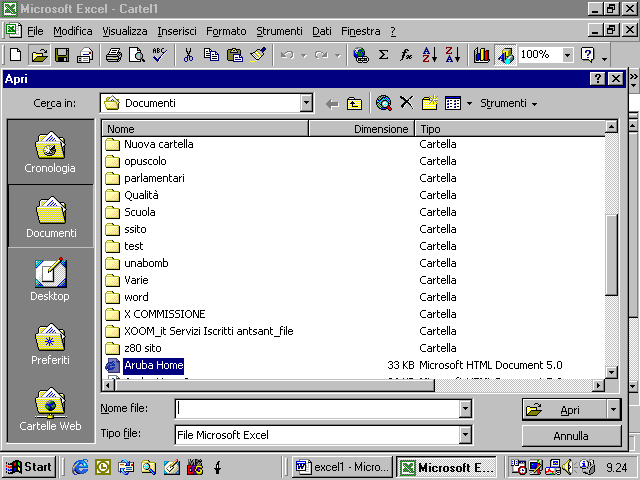 Microsoft Excel - Cartel1
File Modifica Visualizza Inserisci Formato Strumenti Dati Finestra ?
100%
Apri
Cerca in: Documenti Strumenti
Nome Dimensione Tipo
Nuova cartella Cartella
opuscolo Cartella
parlamentari Cartella
Qualità Cartella
Scuola Cartella
ssito Cartella
test Cartella
unabomb Cartella
Varie Cartella
word Cartella
X COMMISSIONE Cartella
XOOM_it Servizi Iscritti antsant_file Cartella
z80 sito Cartella
Aruba Home 33 KB Microsoft HTML Document 5.0
Cronologia
Documenti
Desktop
Preferiti
Cartelle Web
Nome file: Apri
Tipo file: File Microsoft Excel Annulla
Start excel1 - Micro... Microsoft E... 9.24